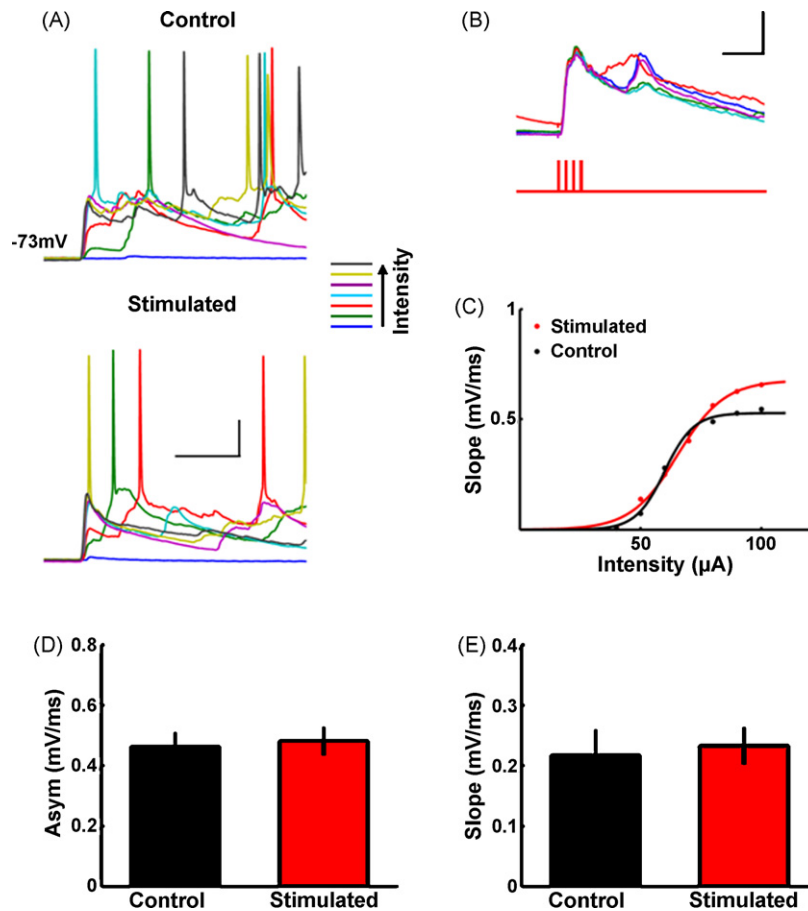 (A)
Control
-73mV
Intensity
Stimulated
(B)
(C)
1
0.5
Slope (mV/ms)
Stimulated
Control
50
100
Intensity (µA)
(D)
0.8
0.6
0.4
0.2
0
Asym (mV/ms)
Control
Stimulated
(E)
0.4
0.3
0.2
0.1
0
Slope (mV/ms)
Control
Stimulated